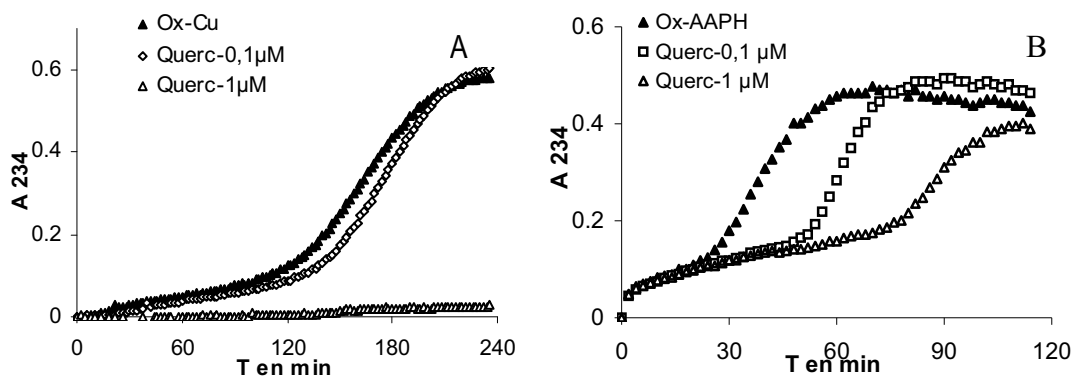 ▲ Ox-Cu
◇ Querc-0,1µM
△ Querc-1µM
A
0.6
0.4
0.2
0
A 234
0 60 120 180 240
T en min
▲ Ox-AAPH
□ Querc-0,1 µM
△ Querc-1 µM
B
0.6
0.4
0.2
0
A 234
0 30 60 90 120
T en min